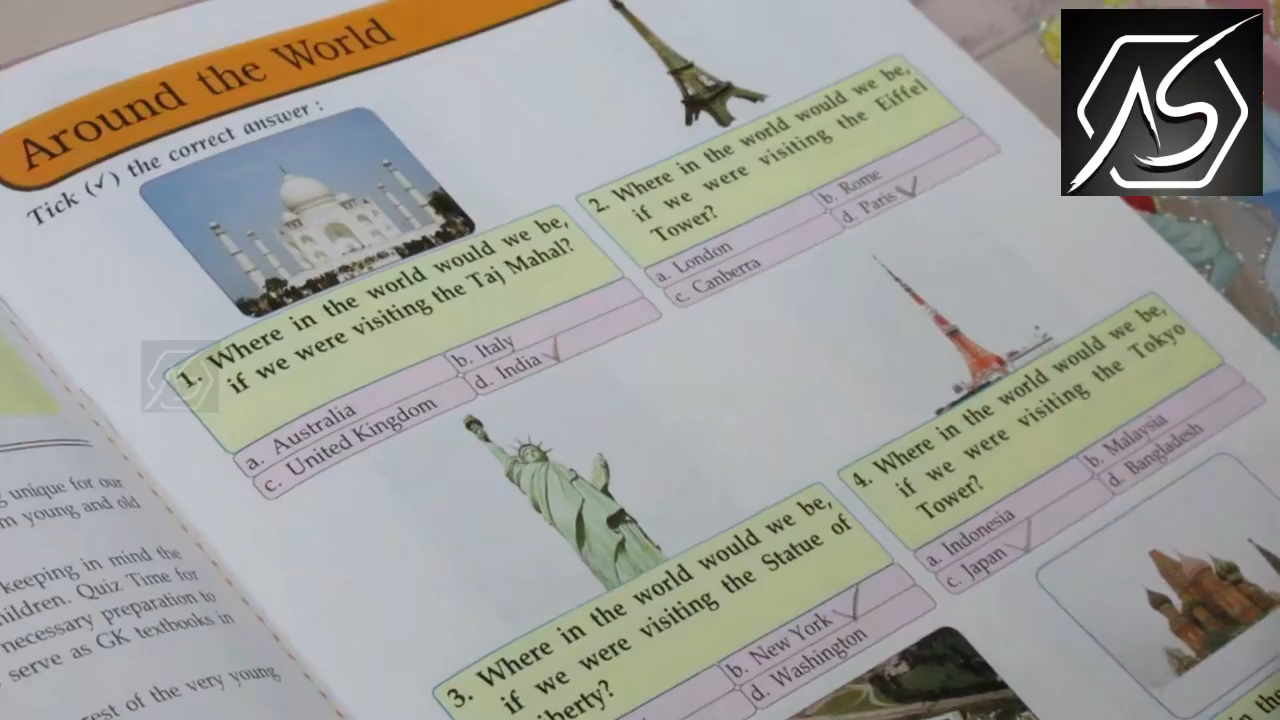 Around the World
Tick (✓) the correct answer :
1. Where in the world would we be,
if we were visiting the Taj Mahal?
a. Australia
b. Italy
c. United Kingdom
d. India ✓
2. Where in the world would we be,
if we were visiting the Eiffel
Tower?
a. London
b. Rome
c. Canberra
d. Paris ✓
3. Where in the world would we be,
if we were visiting the Statue of
iberty?
b. New York ✓
d. Washington
4. Where in the world would we be,
if we were visiting the Tokyo
Tower?
a. Indonesia
b. Malaysia
c. Japan ✓
d. Bangladesh
unique for our
young and old
keeping in mind the
hildren. Quiz Time for
necessary preparation to
serve as GK textbooks in
rest of the very young
AS